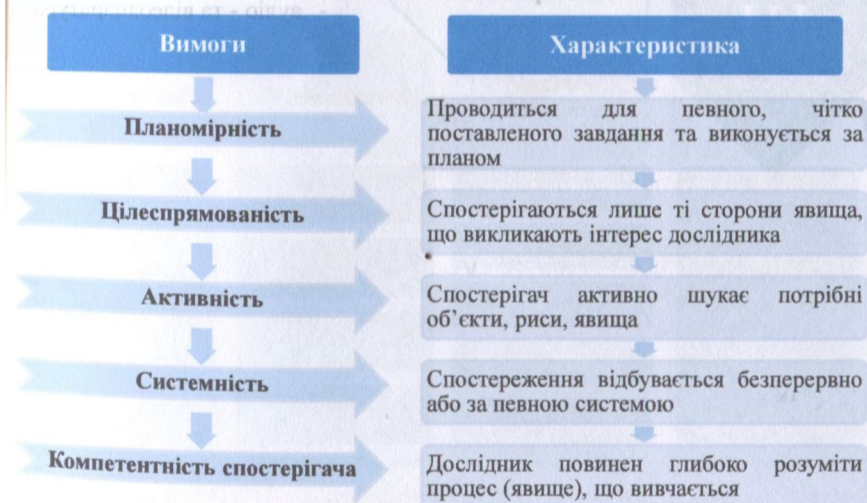 Вимоги
Характеристика
Планомірність
Проводиться для певного, чітко
поставленого завдання та виконується за
планом
Цілеспрямованість
Спостерігаються лише ті сторони явища,
що викликають інтерес дослідника
Активність
Спостерігач активно шукає потрібні
об’єкти, риси, явища
Системність
Спостереження відбувається безперервно
або за певною системою
Компетентність спостерігача
Дослідник повинен глибоко розуміти
процес (явище), що вивчається